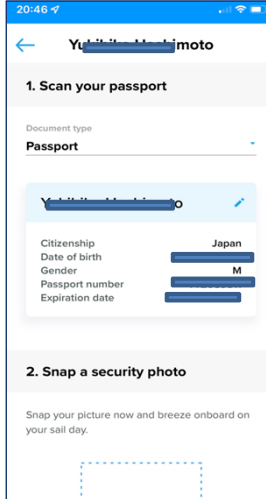 20:46
imoto
1. Scan your passport
Document type
Passport
Citizenship Japan
Date of birth
Gender M
Passport number
Expiration date
2. Snap a security photo
Snap your picture now and breeze onboard on
your sail day.